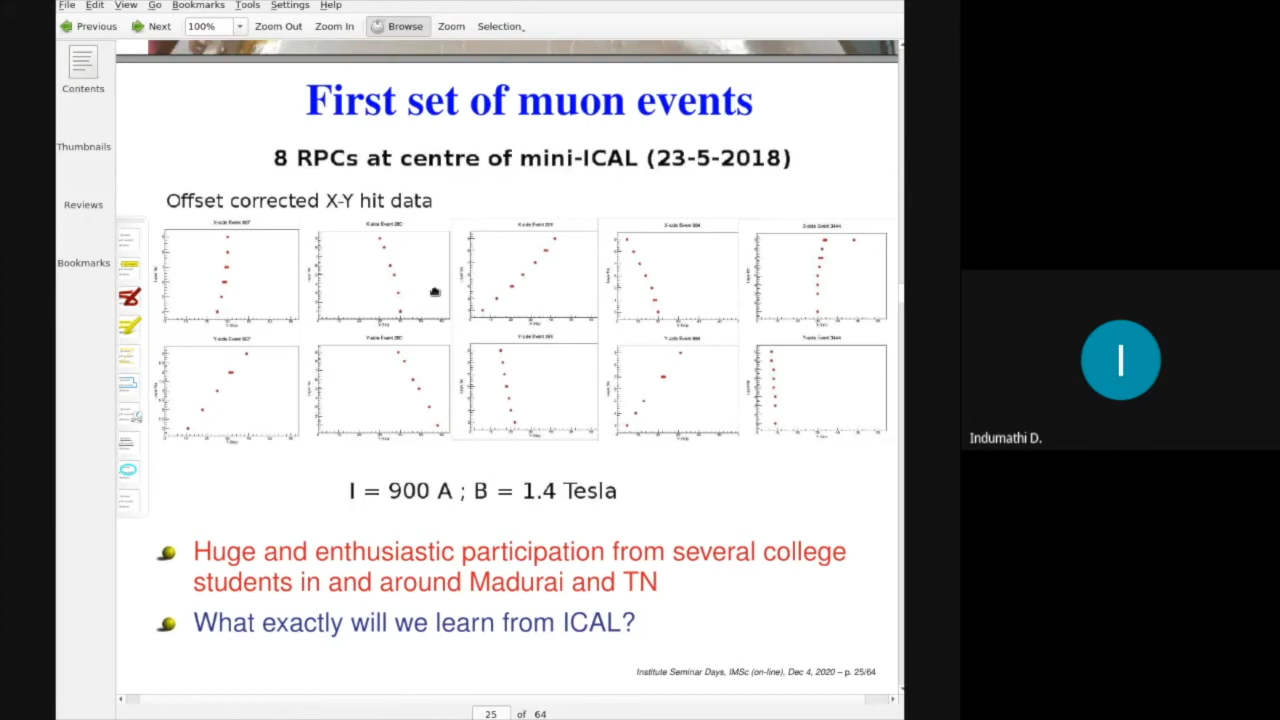 File Edit View Go Bookmarks Tools Settings Help
Previous Next 100% Zoom Out Zoom In Browse Zoom Selection
Contents
Thumbnails
Reviews
Bookmarks
First set of muon events
8 RPCs at centre of mini-ICAL (23-5-2018)
Offset corrected X-Y hit data
I = 900 A ; B = 1.4 Tesla
Huge and enthusiastic participation from several college
students in and around Madurai and TN
What exactly will we learn from ICAL?
Institute Seminar Days, IMSc (on-line), Dec 4, 2020 – p. 25/64
25 of 64
I
Indumathi D.